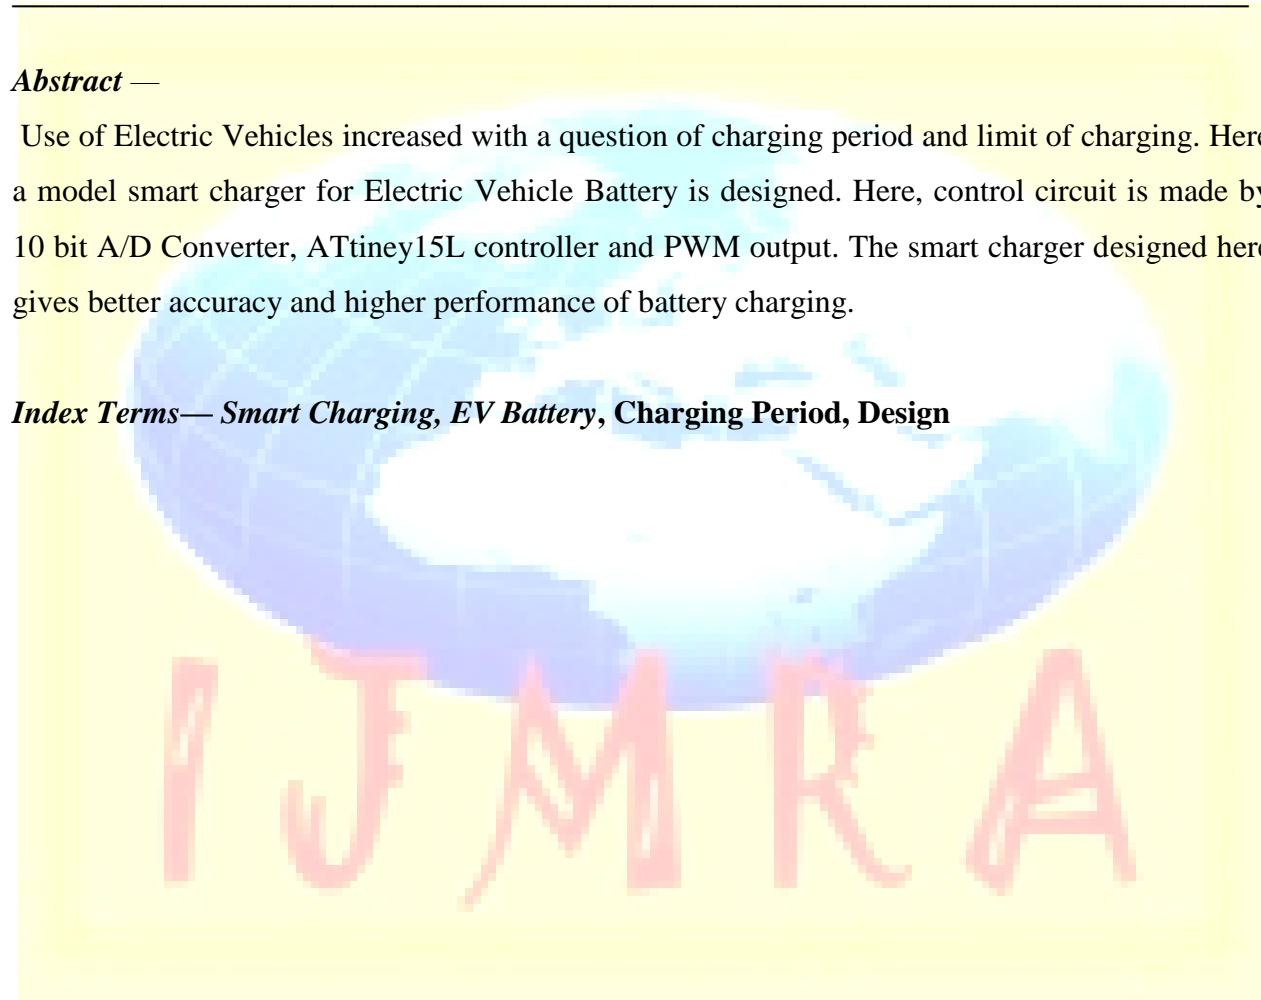 Abstract —
Use of Electric Vehicles increased with a question of charging period and limit of charging. Here
a model smart charger for Electric Vehicle Battery is designed. Here, control circuit is made by
10 bit A/D Converter, ATtiney15L controller and PWM output. The smart charger designed here
gives better accuracy and higher performance of battery charging.
Index Terms— Smart Charging, EV Battery, Charging Period, Design
IJMRA